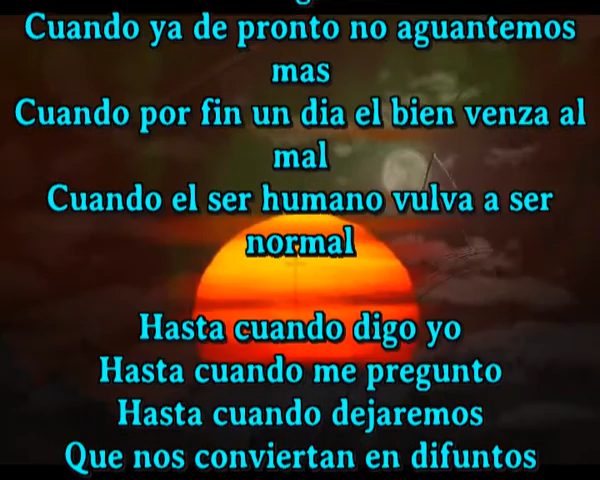 Cuando ya de pronto no aguantemos
mas
Cuando por fin un dia el bien venza al
mal
Cuando el ser humano vulva a ser
normal
Hasta cuando digo yo
Hasta cuando me pregunto
Hasta cuando dejaremos
Que nos conviertan en difuntos